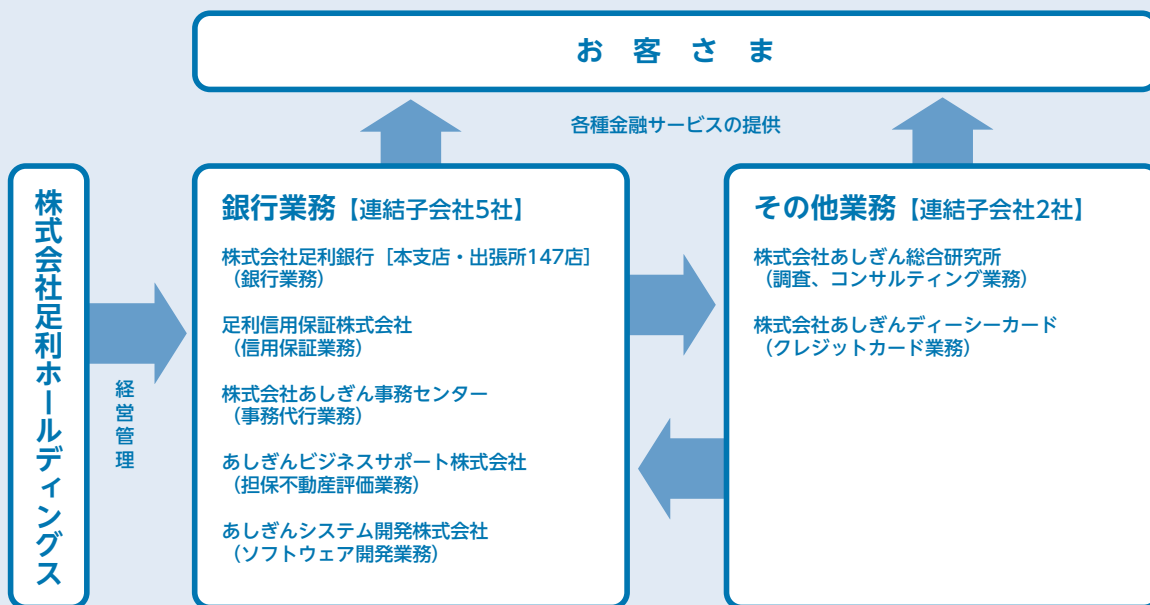 お客さま
各種金融サービスの提供
株式会社足利ホールディングス
経営管理
銀行業務【連結子会社5社】
株式会社足利銀行［本支店・出張所147店］
（銀行業務）
足利信用保証株式会社
（信用保証業務）
株式会社あしぎん事務センター
（事務代行業務）
あしぎんビジネスサポート株式会社
（担保不動産評価業務）
あしぎんシステム開発株式会社
（ソフトウェア開発業務）
その他業務【連結子会社2社】
株式会社あしぎん総合研究所
（調査、コンサルティング業務）
株式会社あしぎんディーシーカード
（クレジットカード業務）